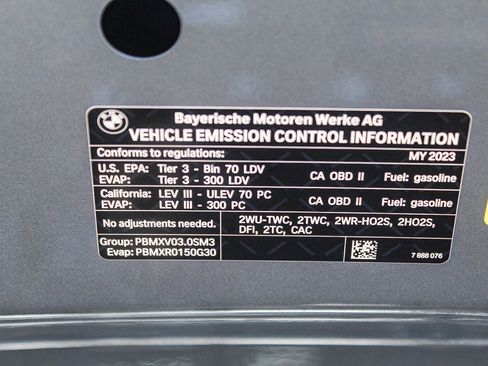 BMW
Bayerische Motoren Werke AG
VEHICLE EMISSION CONTROL INFORMATION
Conforms to regulations: MY 2023
U.S. EPA: Tier 3 - Bin 70 LDV CA OBD II Fuel: gasoline
EVAP: Tier 3 - 300 LDV
California: LEV III - ULEV 70 PC CA OBD II Fuel: gasoline
EVAP: LEV III - 300 PC
No adjustments needed. 2WU-TWC, 2TWC, 2WR-HO2S, 2HO2S,
DFI, 2TC, CAC
Group: PBMXV03.0SM3
Evap: PBMXR0150G30 7 888 076